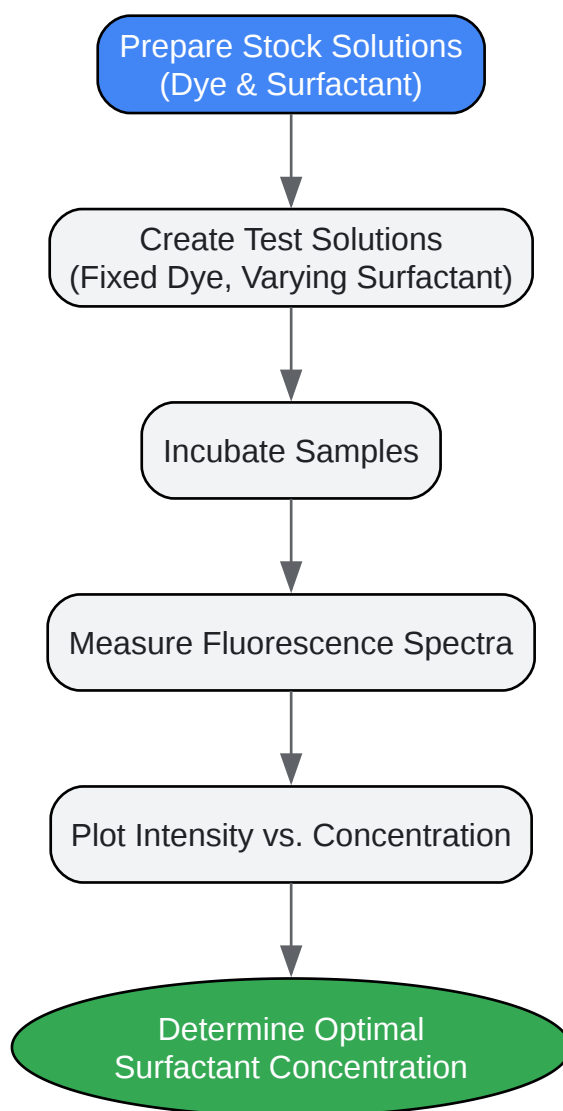 Prepare Stock Solutions
(Dye & Surfactant)
Create Test Solutions
(Fixed Dye, Varying Surfactant)
Incubate Samples
Measure Fluorescence Spectra
Plot Intensity vs. Concentration
Determine Optimal
Surfactant Concentration